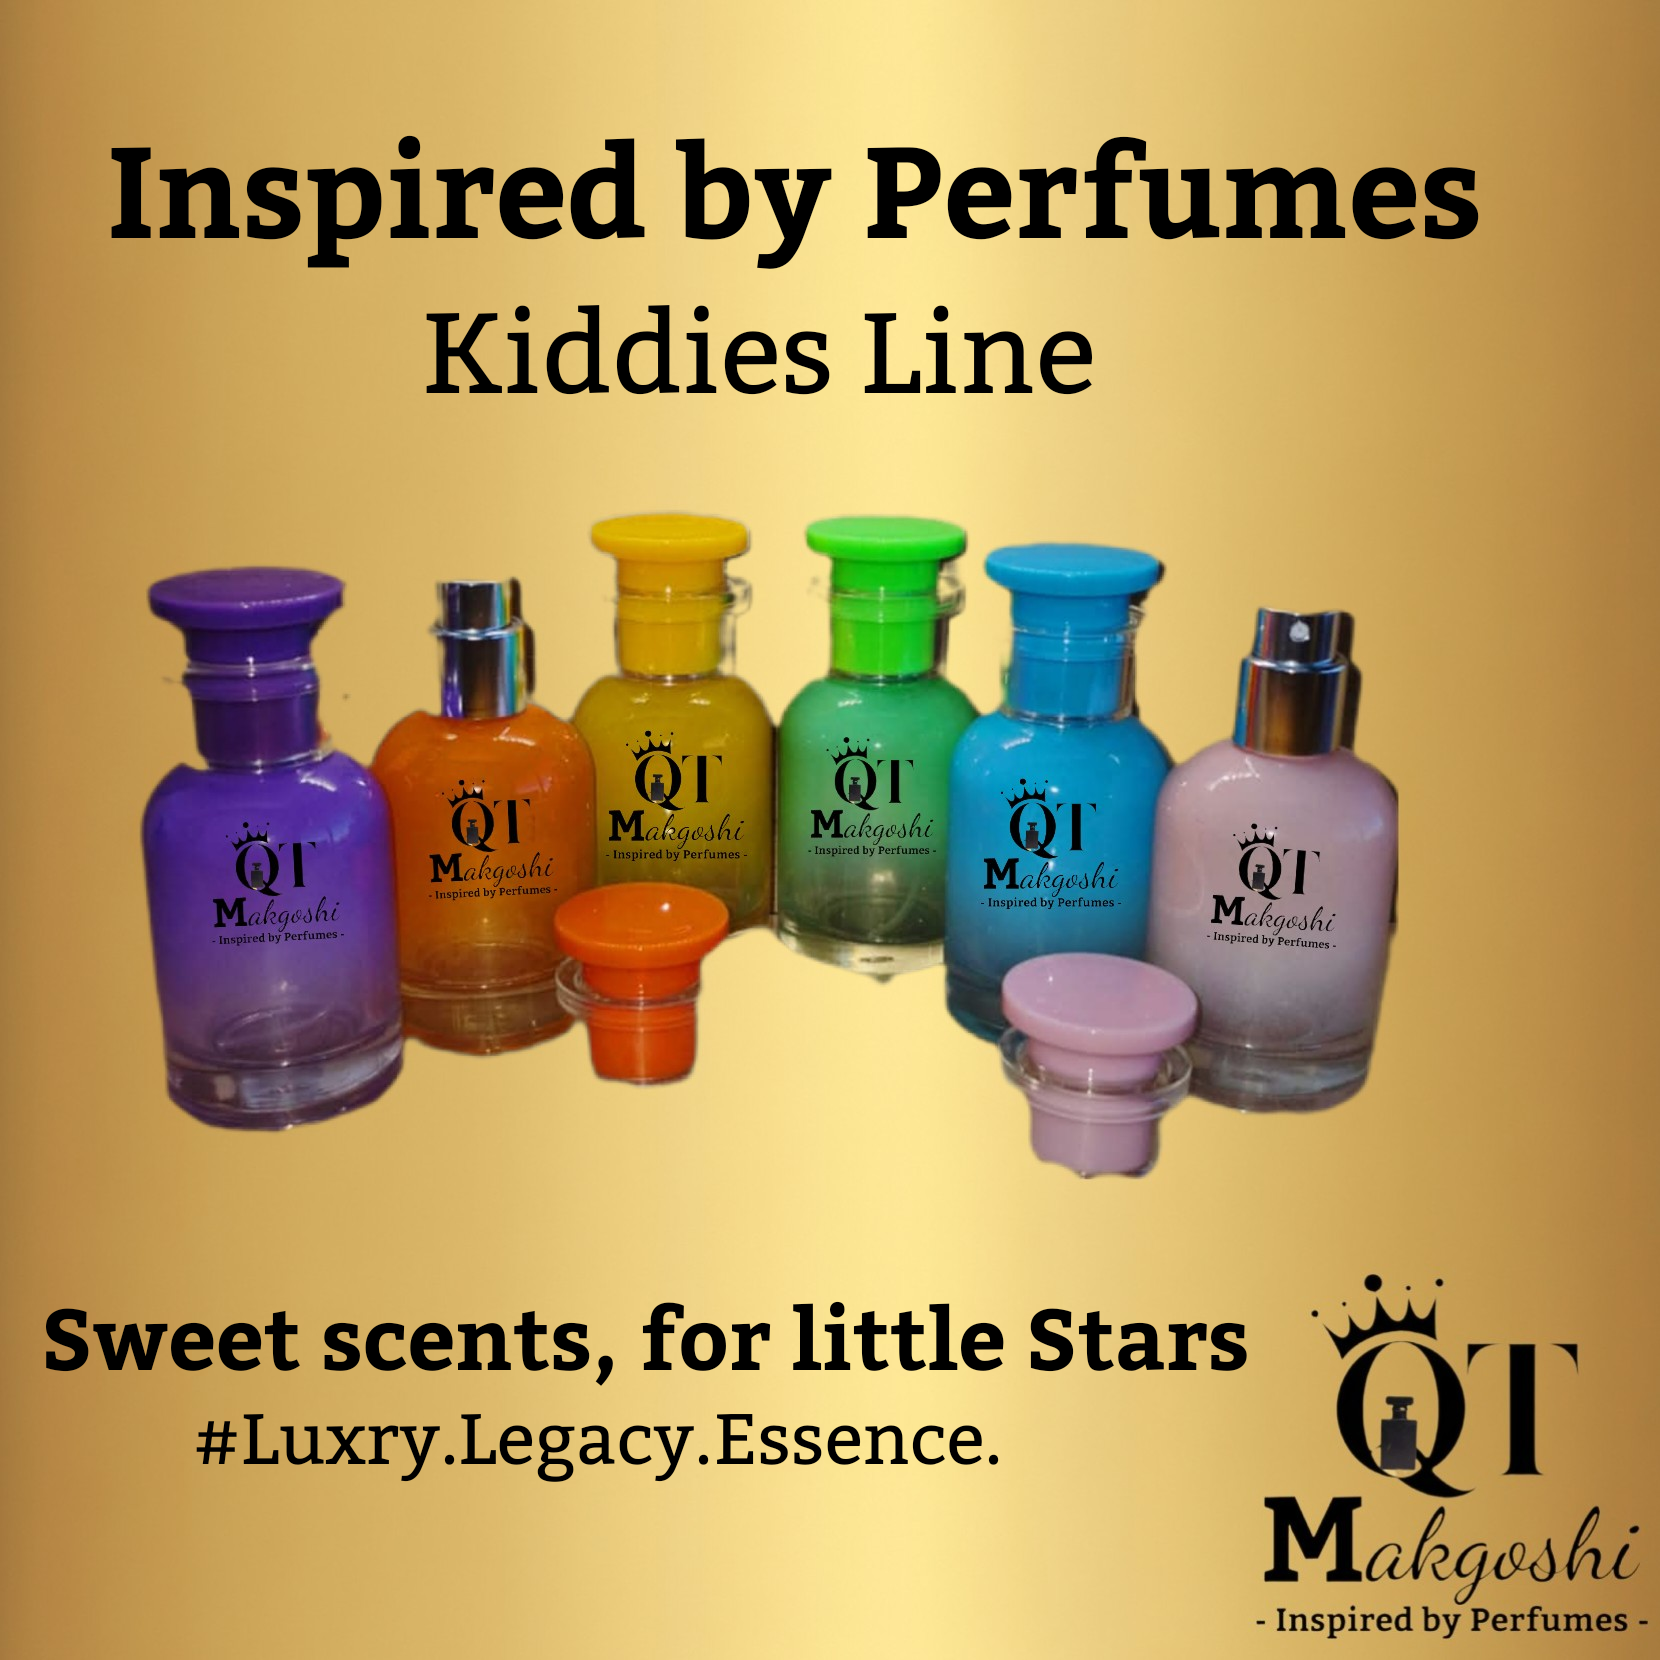 Inspired by Perfumes
Kiddies Line
QT
Makgoshi
- Inspired by Perfumes -
QT
Makgoshi
- Inspired by Perfumes -
QT
Makgoshi
- Inspired by Perfumes -
QT
Makgoshi
- Inspired by Perfumes -
QT
Makgoshi
- Inspired by Perfumes -
QT
Makgoshi
- Inspired by Perfumes -
Sweet scents, for little Stars
#Luxry.Legacy.Essence.
QT
Makgoshi
- Inspired by Perfumes -